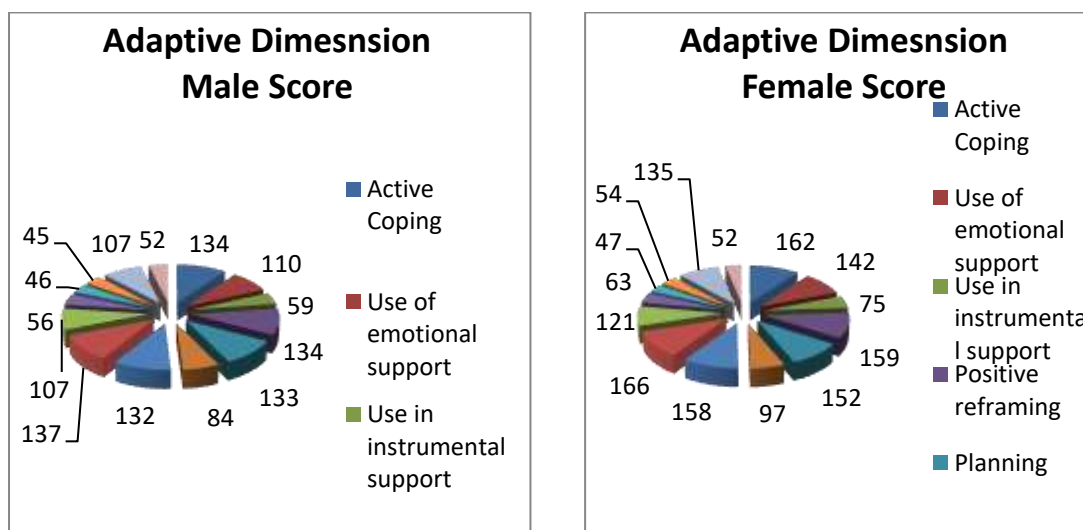 Adaptive Dimesnsion
Male Score
Active
Coping
Use of
emotional
support
Use in
instrumental
support
134
110
59
134
133
84
132
137
107
56
46
45
107
52
Adaptive Dimesnsion
Female Score
Active
Coping
Use of
emotional
support
Use in
instrumenta
l support
Positive
reframing
Planning
162
142
75
159
152
97
158
166
121
63
47
54
135
52